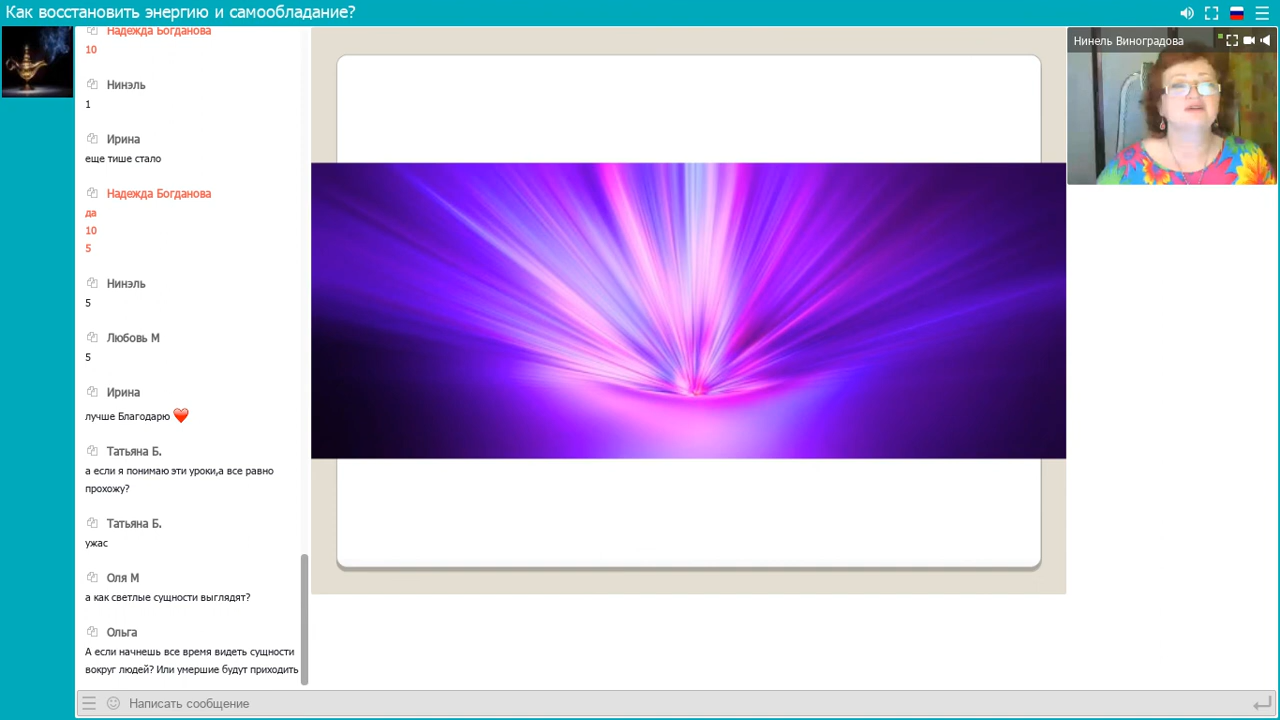 Как восстановить энергию и самообладание?
Надежда Богданова
10
Нинэль
1
Ирина
еще тише стало
Надежда Богданова
да
10
5
Нинэль
5
Любовь М
5
Ирина
лучше Благодарю
Татьяна Б.
а если я понимаю эти уроки,а все равно
прохожу?
Татьяна Б.
ужас
Оля М
а как светлые сущности выглядят?
Ольга
А если начнешь все время видеть сущности
вокруг людей? Или умершие будут приходить
Написать сообщение
Нинель Виноградова